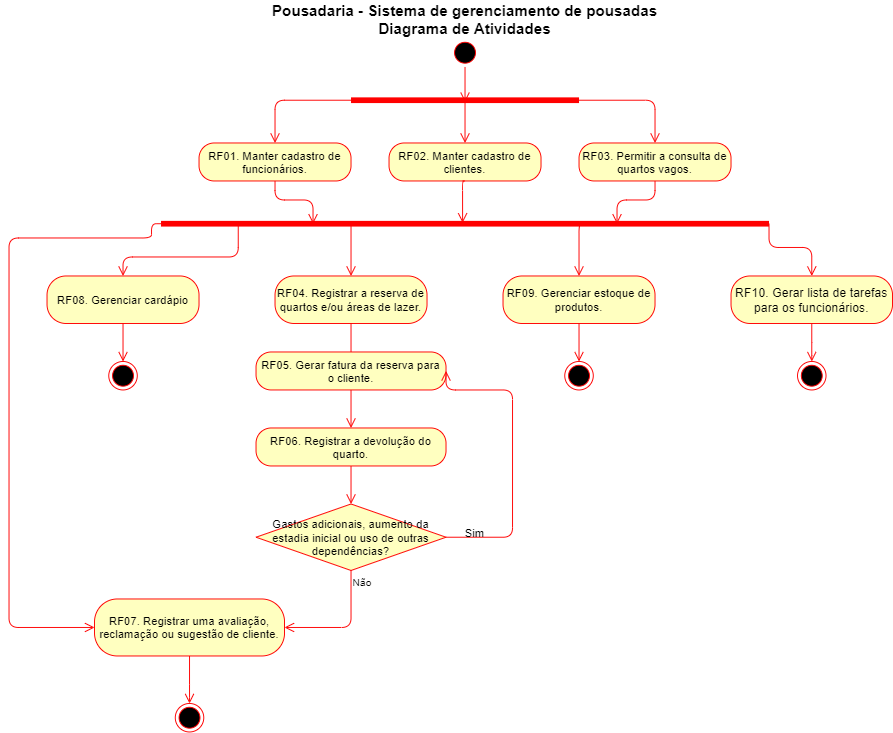 Pousadaria - Sistema de gerenciamento de pousadas
Diagrama de Atividades
RF01. Manter cadastro de
funcionários.
RF02. Manter cadastro de
clientes.
RF03. Permitir a consulta de
quartos vagos.
RF08. Gerenciar cardápio
RF04. Registrar a reserva de
quartos e/ou áreas de lazer.
RF09. Gerenciar estoque de
produtos.
RF10. Gerar lista de tarefas
para os funcionários.
RF05. Gerar fatura da reserva para
o cliente.
RF06. Registrar a devolução do
quarto.
Gastos adicionais, aumento da
estadia inicial ou uso de outras
dependências?
Sim
Não
RF07. Registrar uma avaliação,
reclamação ou sugestão de cliente.